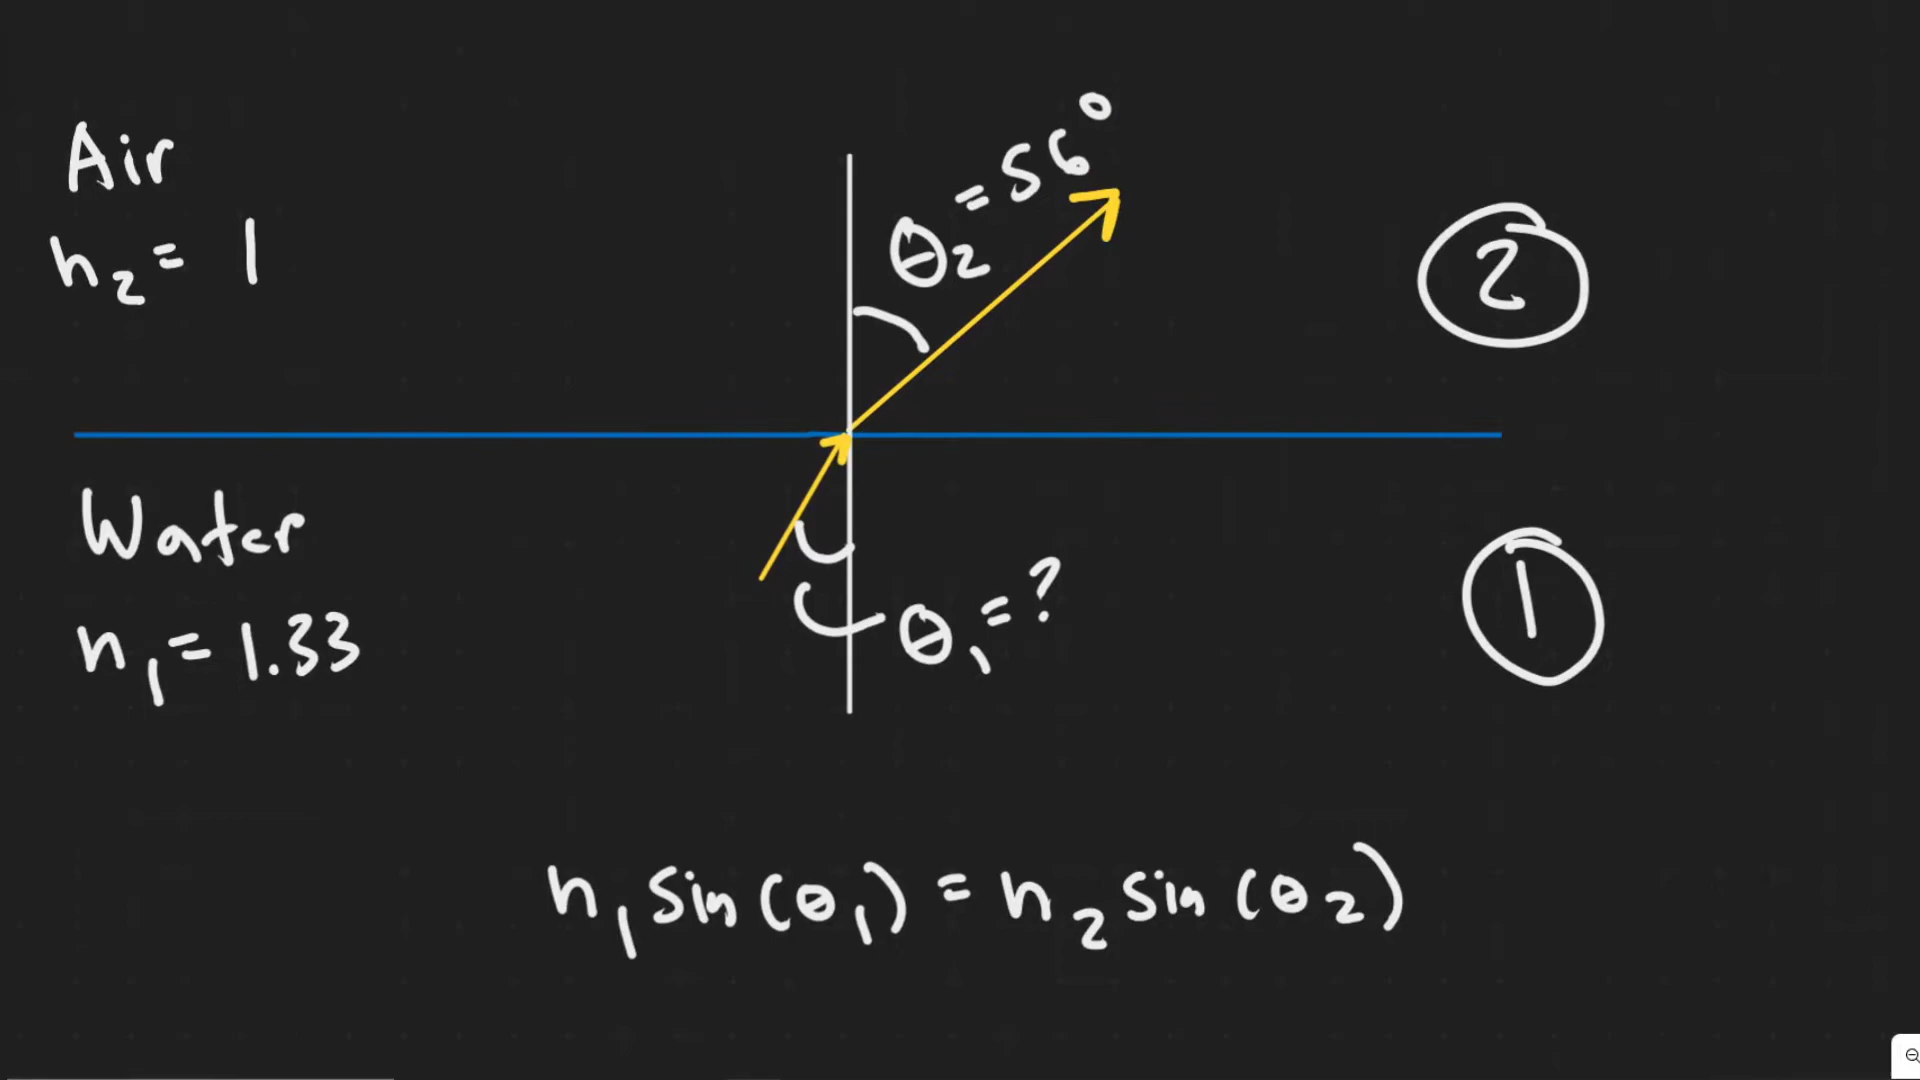 Air
n₂ = 1
θ₂ = 56°
2
Water
n₁ = 1.33
θ₁ = ?
1
n₁ sin(θ₁) = n₂ sin(θ₂)